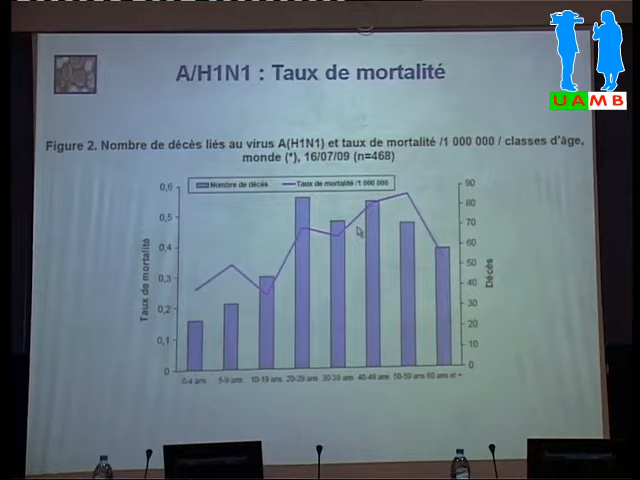 UAMB
A/H1N1 : Taux de mortalité
Figure 2. Nombre de décès liés au virus A(H1N1) et taux de mortalité /1 000 000 / classes d'âge,
monde (*), 16/07/09 (n=468)
Nombre de décès
Taux de mortalité /1 000 000
Taux de mortalité
0,6
0,5
0,4
0,3
0,2
0,1
0
90
80
70
60
50
40
30
20
10
0
Décès
0-4 ans
5-9 ans
10-19 ans
20-29 ans
30-39 ans
40-49 ans
50-59 ans
60 ans et +